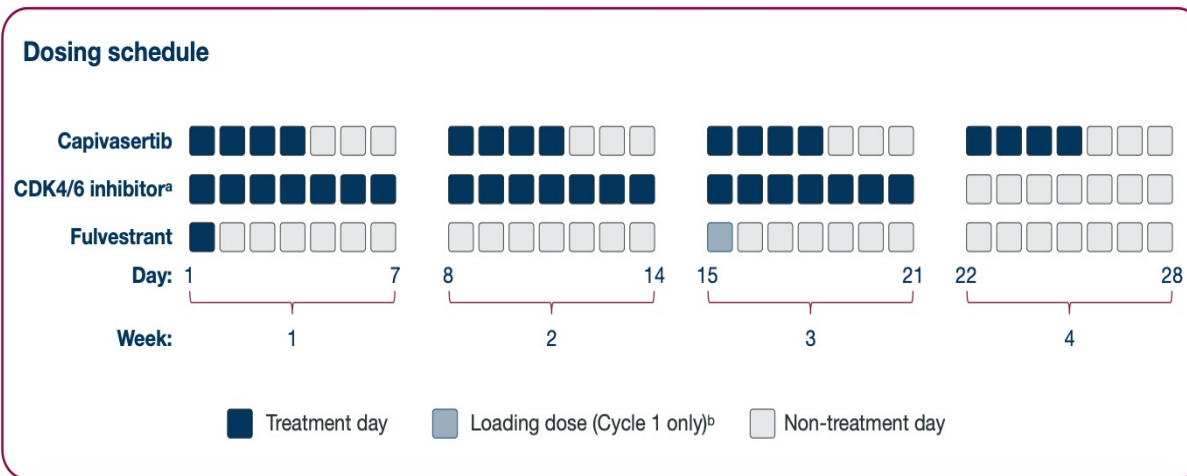 Dosing schedule
Capivasertib
CDK4/6 inhibitorᵃ
Fulvestrant
Day: 1 7 8 14 15 21 22 28
Week: 1 2 3 4
Treatment day Loading dose (Cycle 1 only)ᵇ Non-treatment day